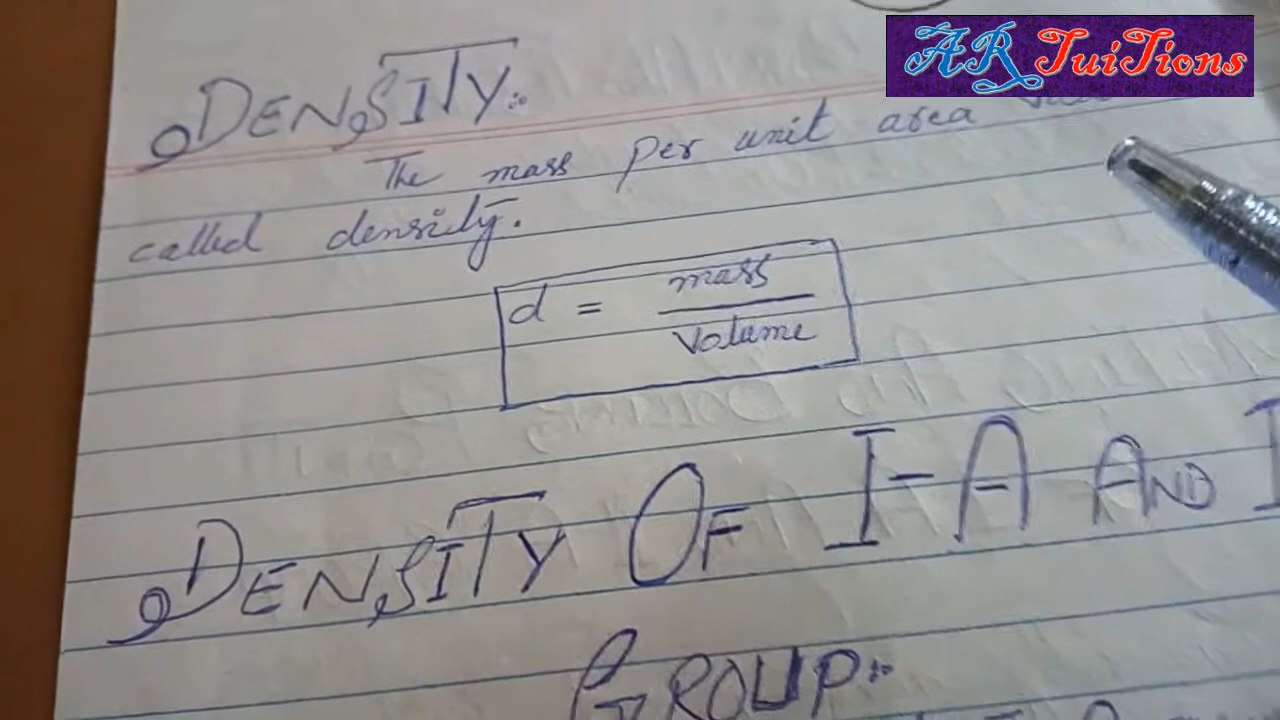 AR TuiTions
DENSITY:-
The mass per unit area
called density.
d = mass
volume
DENSITY OF I-A AND
GROUP:-